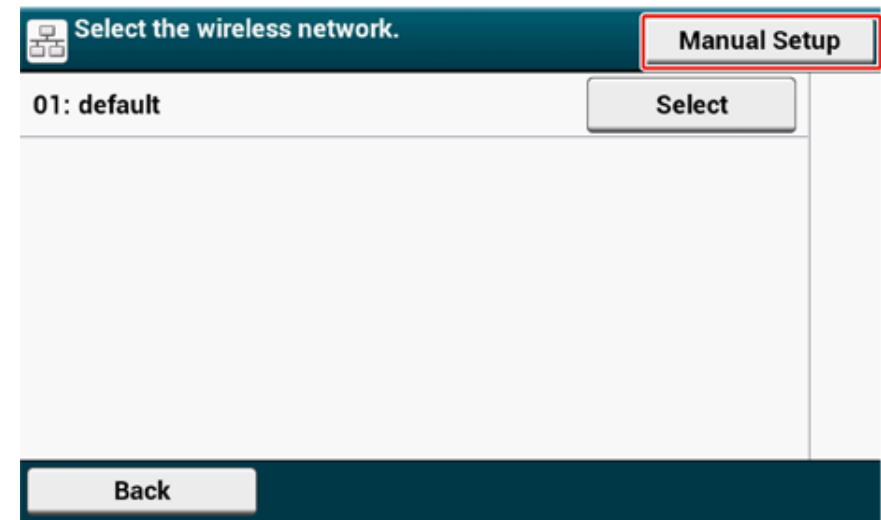 Select the wireless network.
Manual Setup
01: default
Select
Back